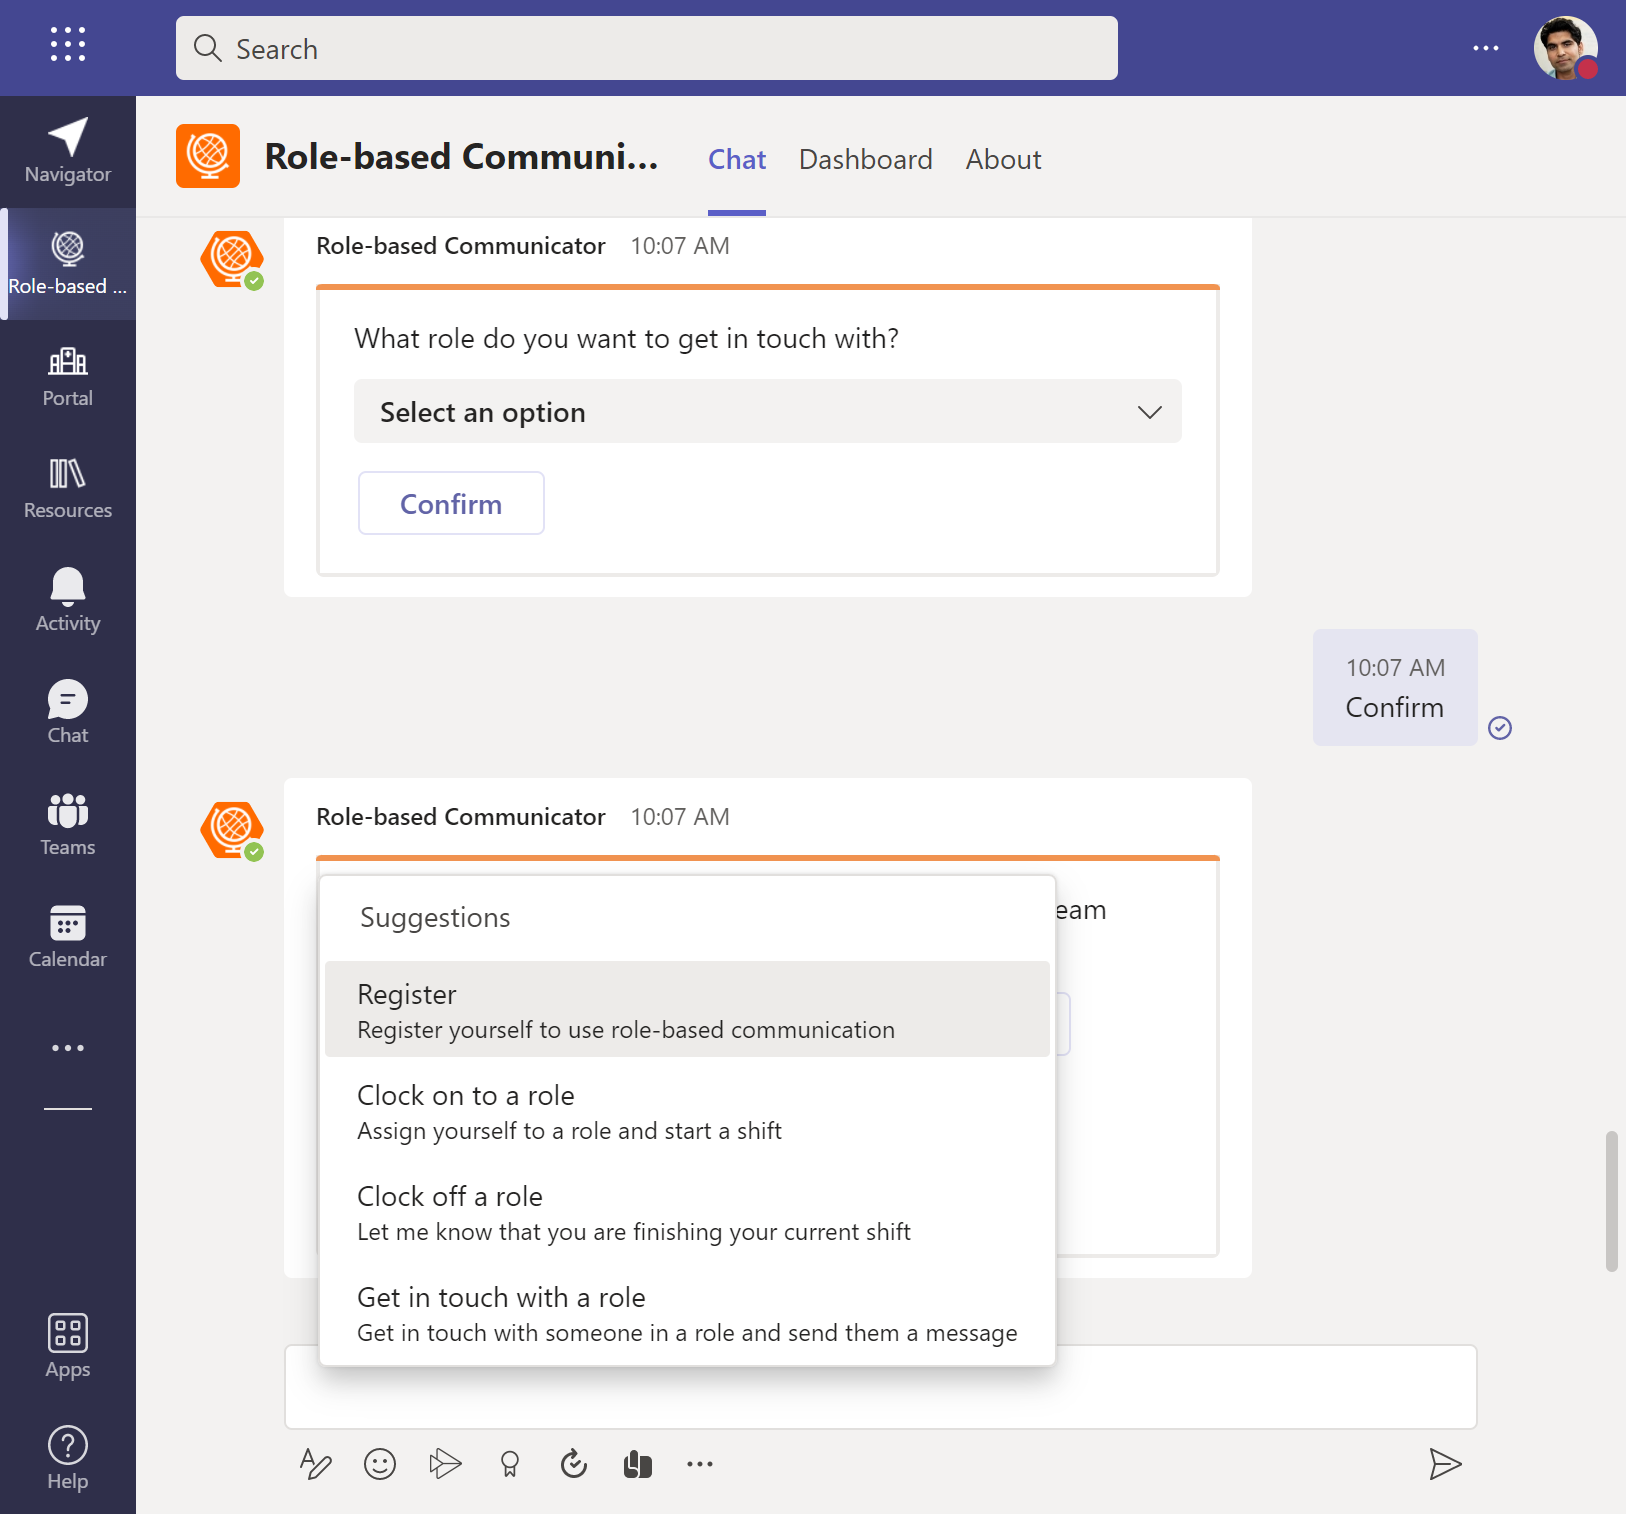 Search
Navigator
Role-based ...
Portal
Resources
Activity
Chat
Teams
Calendar
Apps
Help
Role-based Communi...
Chat
Dashboard
About
Role-based Communicator 10:07 AM
What role do you want to get in touch with?
Select an option
Confirm
10:07 AM
Confirm
Role-based Communicator 10:07 AM
eam
Suggestions
Register
Register yourself to use role-based communication
Clock on to a role
Assign yourself to a role and start a shift
Clock off a role
Let me know that you are finishing your current shift
Get in touch with a role
Get in touch with someone in a role and send them a message